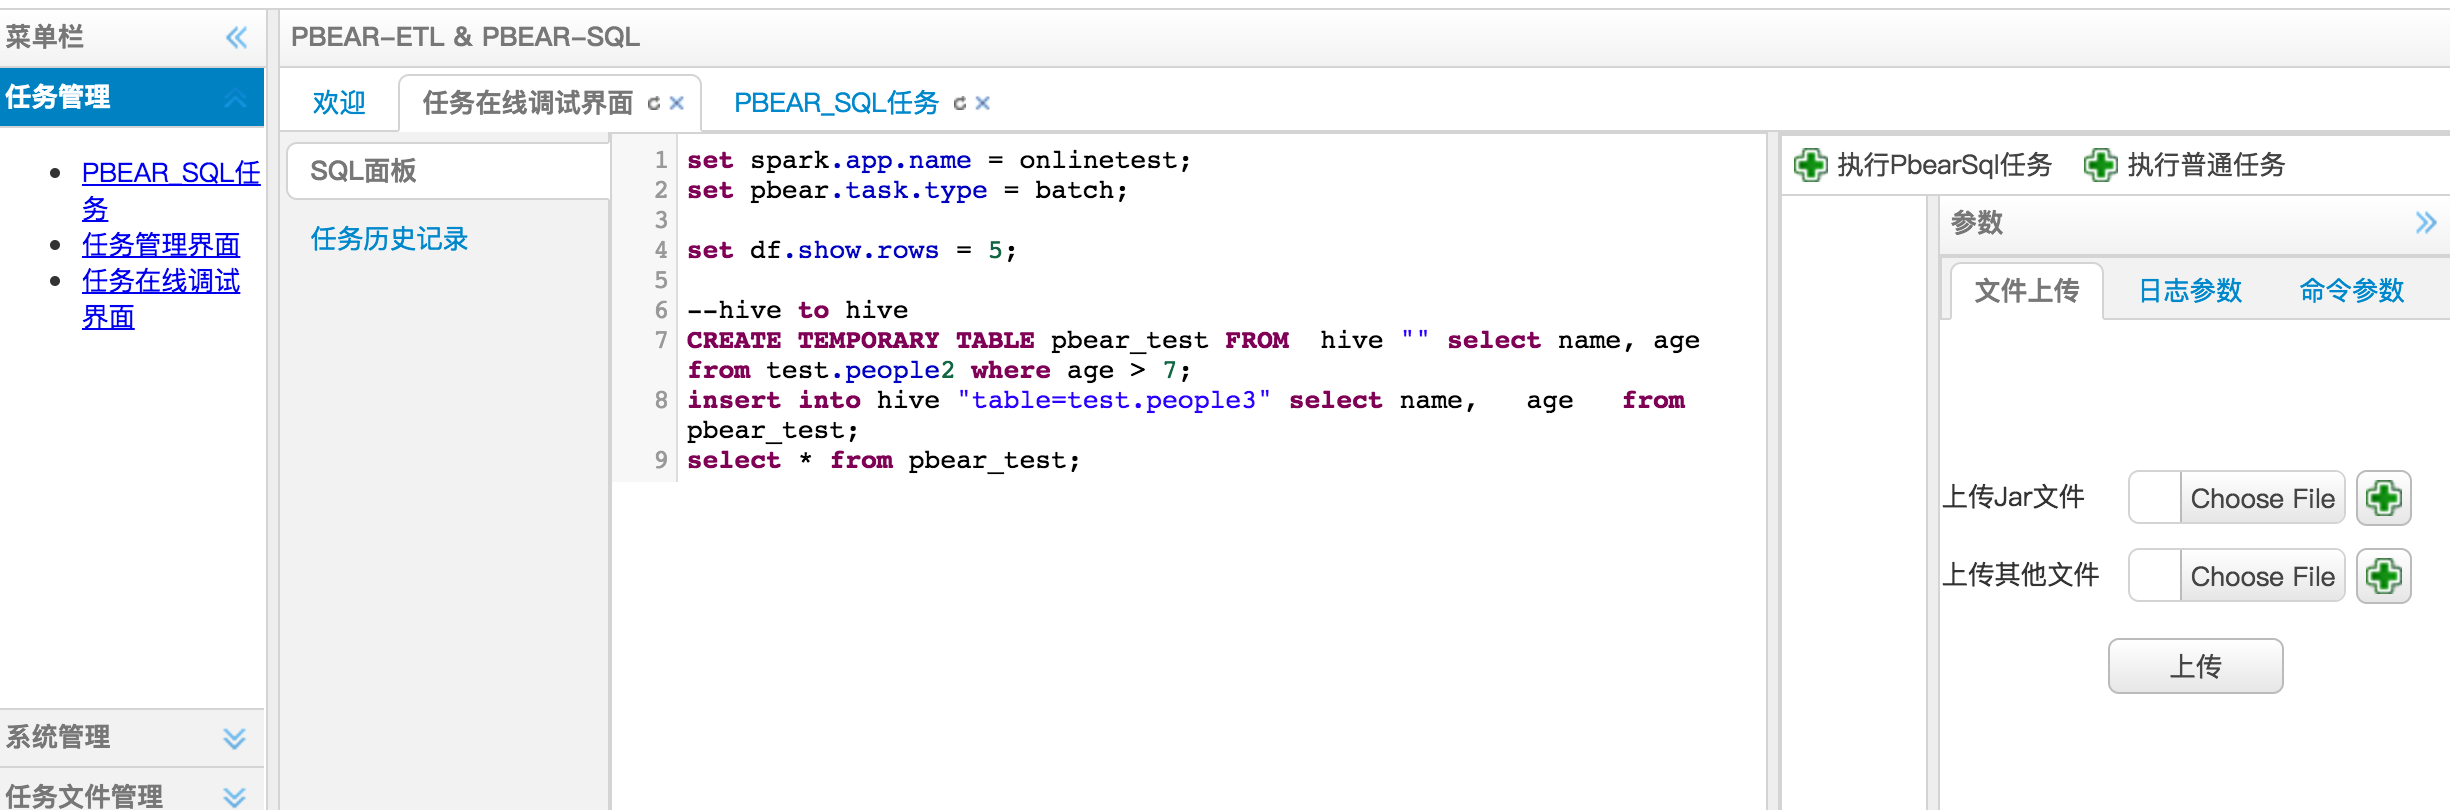 菜单栏
任务管理
PBEAR_SQL任
务
任务管理界面
任务在线调试
界面
系统管理
任务文件管理
PBEAR-ETL & PBEAR-SQL
欢迎
任务在线调试界面
PBEAR_SQL任务
SQL面板
任务历史记录
1 set spark.app.name = onlinetest;
2 set pbear.task.type = batch;
3
4 set df.show.rows = 5;
5
6 --hive to hive
7 CREATE TEMPORARY TABLE pbear_test FROM  hive "" select name, age
from test.people2 where age > 7;
8 insert into hive "table=test.people3" select name,   age   from
pbear_test;
9 select * from pbear_test;
执行PbearSql任务
执行普通任务
参数
文件上传
日志参数
命令参数
上传Jar文件
Choose File
上传其他文件
Choose File
上传